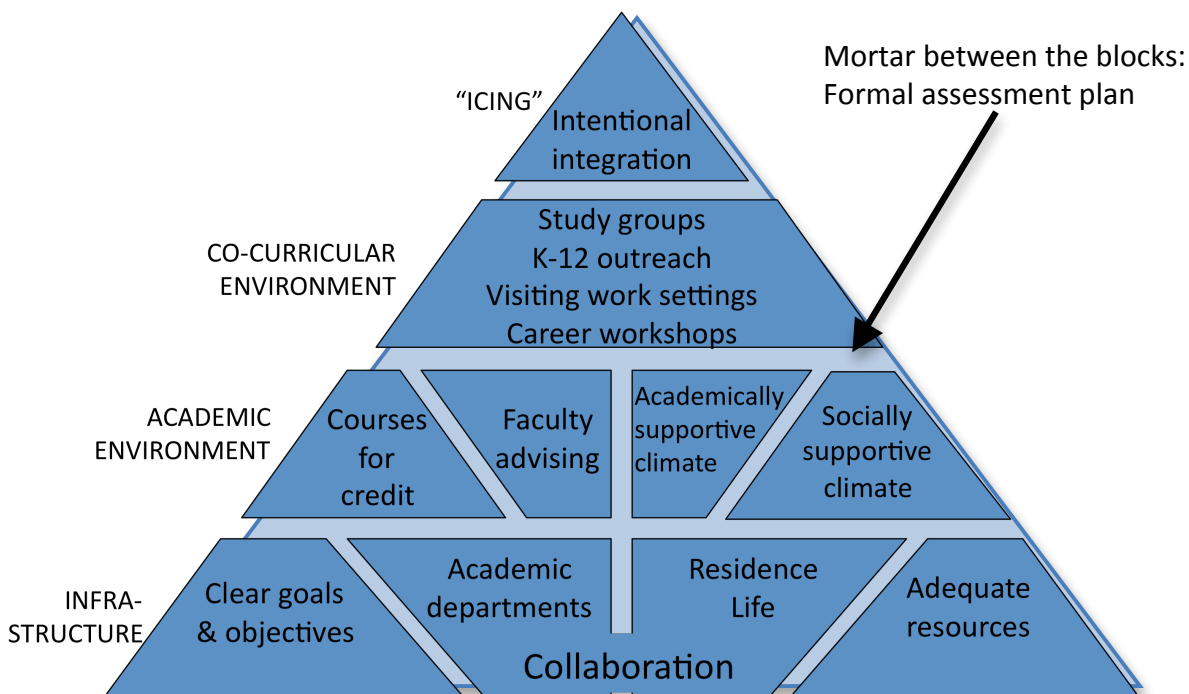 Mortar between the blocks:
Formal assessment plan
“ICING”
Intentional
integration
CO-CURRICULAR
ENVIRONMENT
Study groups
K-12 outreach
Visiting work settings
Career workshops
ACADEMIC
ENVIRONMENT
Courses
for
credit
Faculty
advising
Academically
supportive
climate
Socially
supportive
climate
INFRA-
STRUCTURE
Clear goals
& objectives
Academic
departments
Residence
Life
Adequate
resources
Collaboration